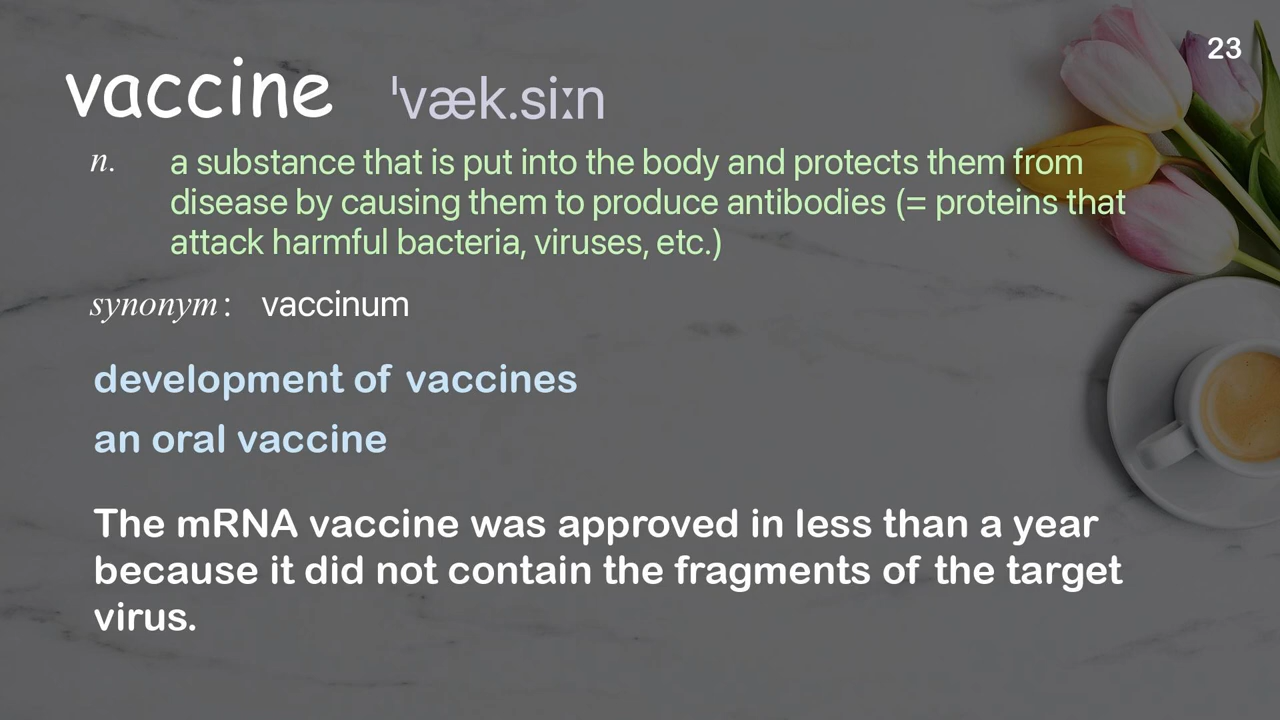 23
vaccine ˈvæk.siːn
n. a substance that is put into the body and protects them from
disease by causing them to produce antibodies (= proteins that
attack harmful bacteria, viruses, etc.)
synonym: vaccinum
development of vaccines
an oral vaccine
The mRNA vaccine was approved in less than a year
because it did not contain the fragments of the target
virus.